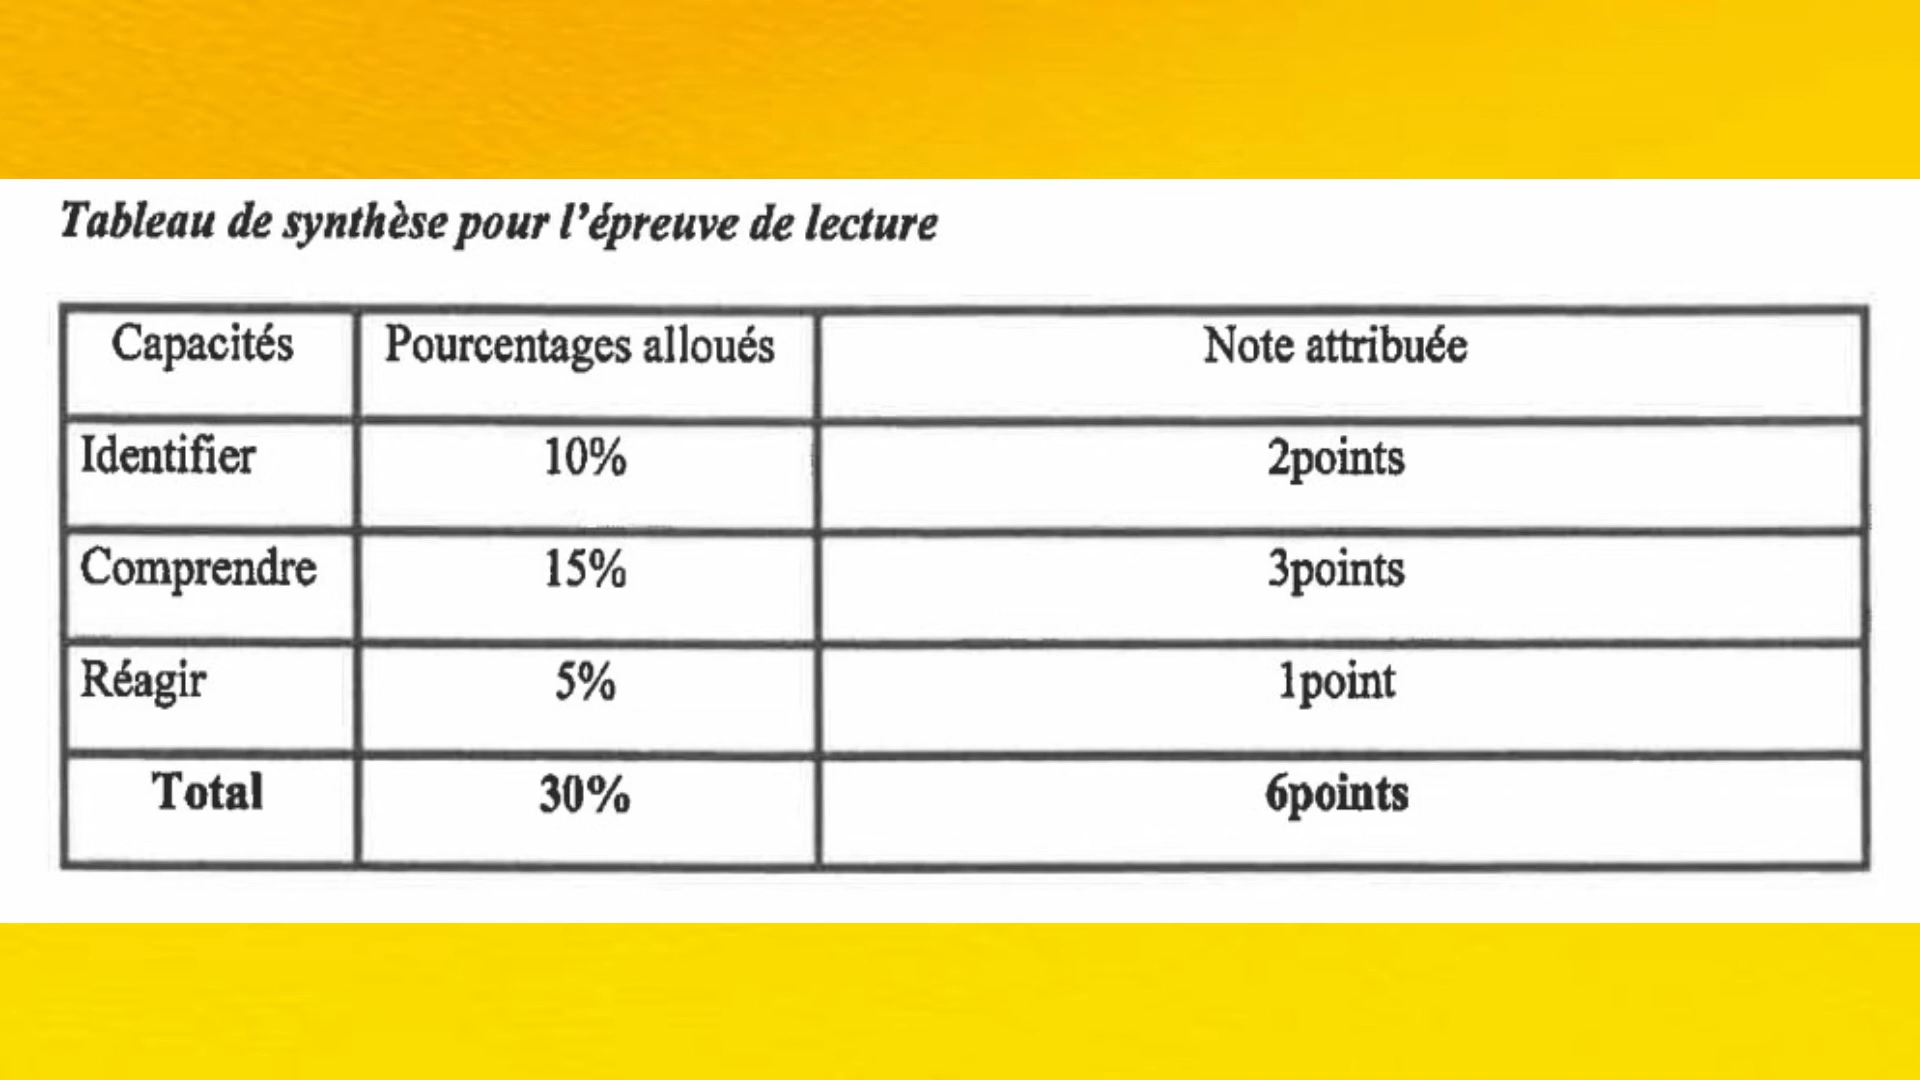 Tableau de synthèse pour l'épreuve de lecture
Capacités Pourcentages alloués Note attribuée
Identifier 10% 2points
Comprendre 15% 3points
Réagir 5% 1point
Total 30% 6points